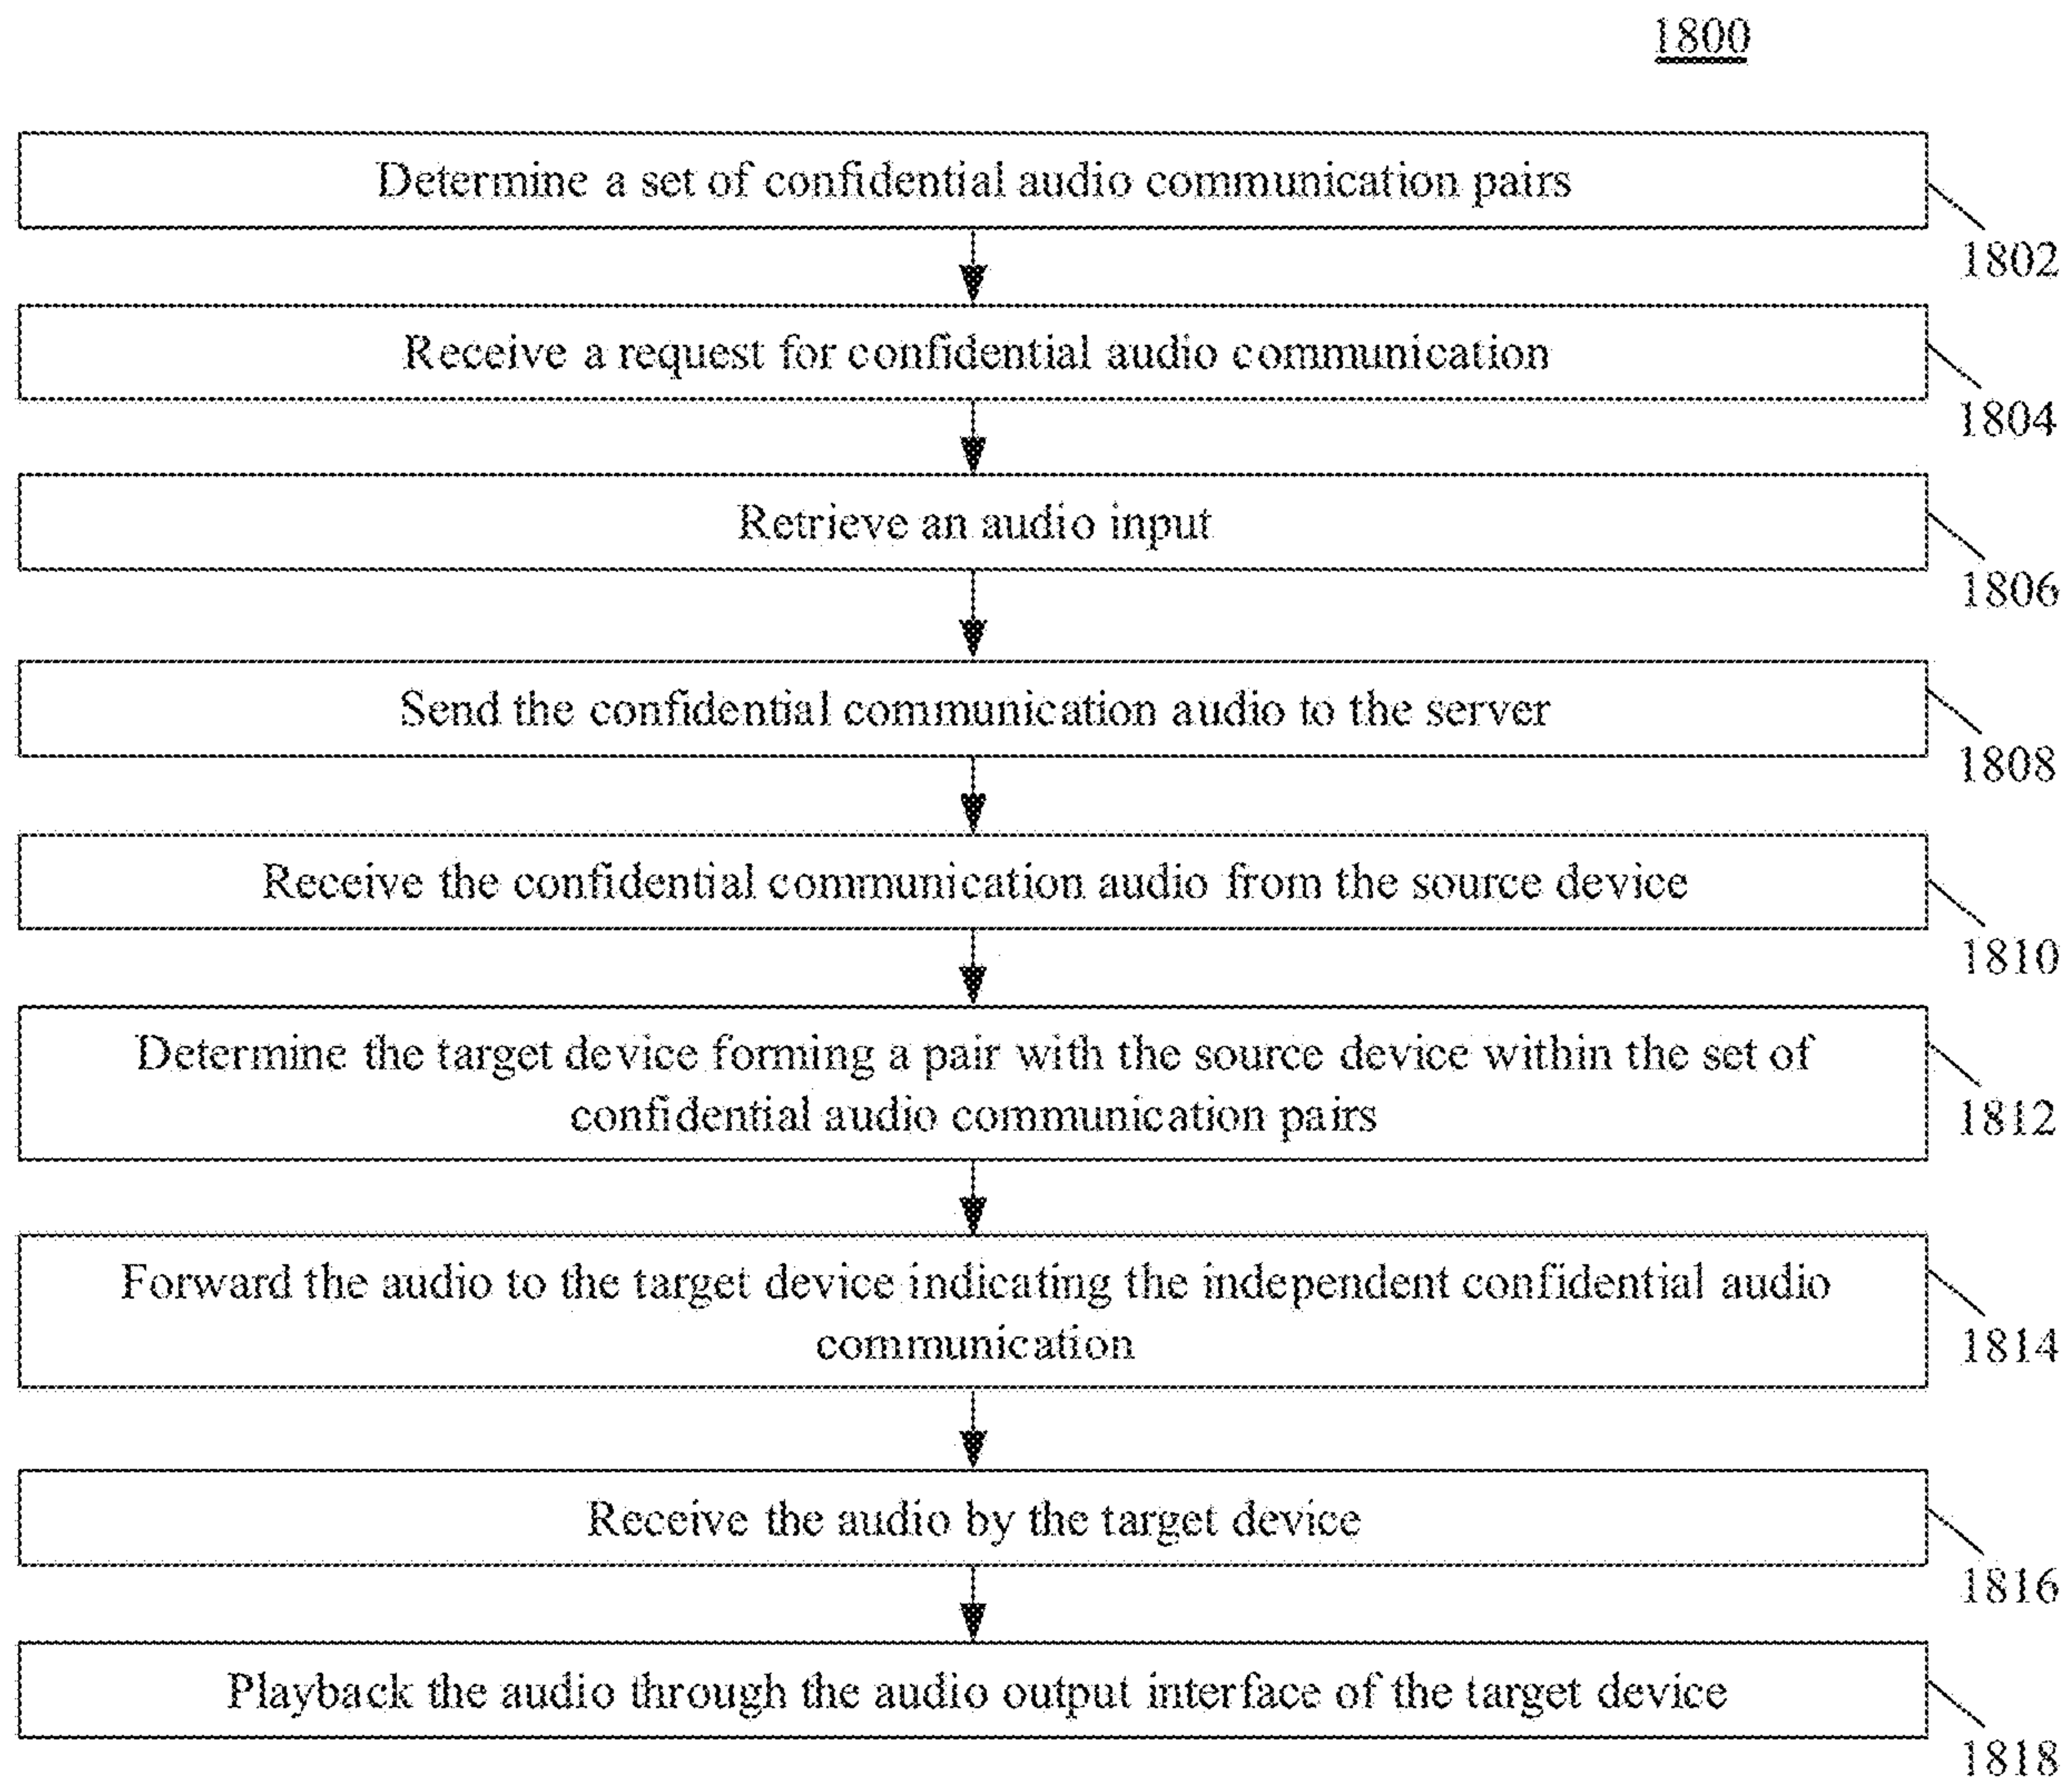 1800
Determine a set of confidential audio communication pairs
1802
Receive a request for confidential audio communication
1804
Retrieve an audio input
1806
Send the confidential communication audio to the server
1808
Receive the confidential communication audio from the source device
1810
Determine the target device forming a pair with the source device within the set of
confidential audio communication pairs
1812
Forward the audio to the target device indicating the independent confidential audio
communication
1814
Receive the audio by the target device
1816
Playback the audio through the audio output interface of the target device
1818